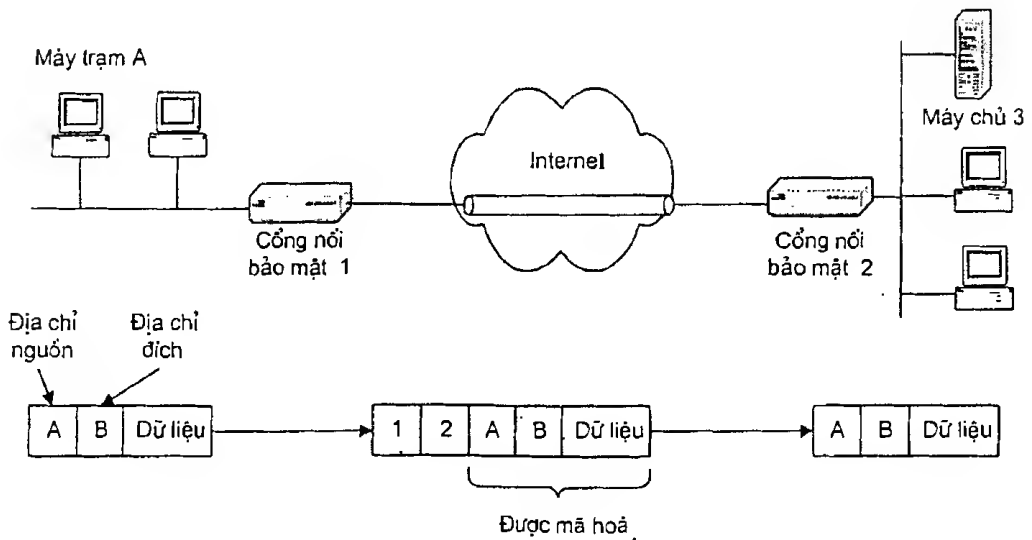 Máy trạm A
Máy chủ 3
Internet
Cổng nối
bảo mật 1
Cổng nối
bảo mật 2
Địa chỉ
nguồn
Địa chỉ
đích
A B Dữ liệu
1 2 A B Dữ liệu
A B Dữ liệu
Được mã hoá